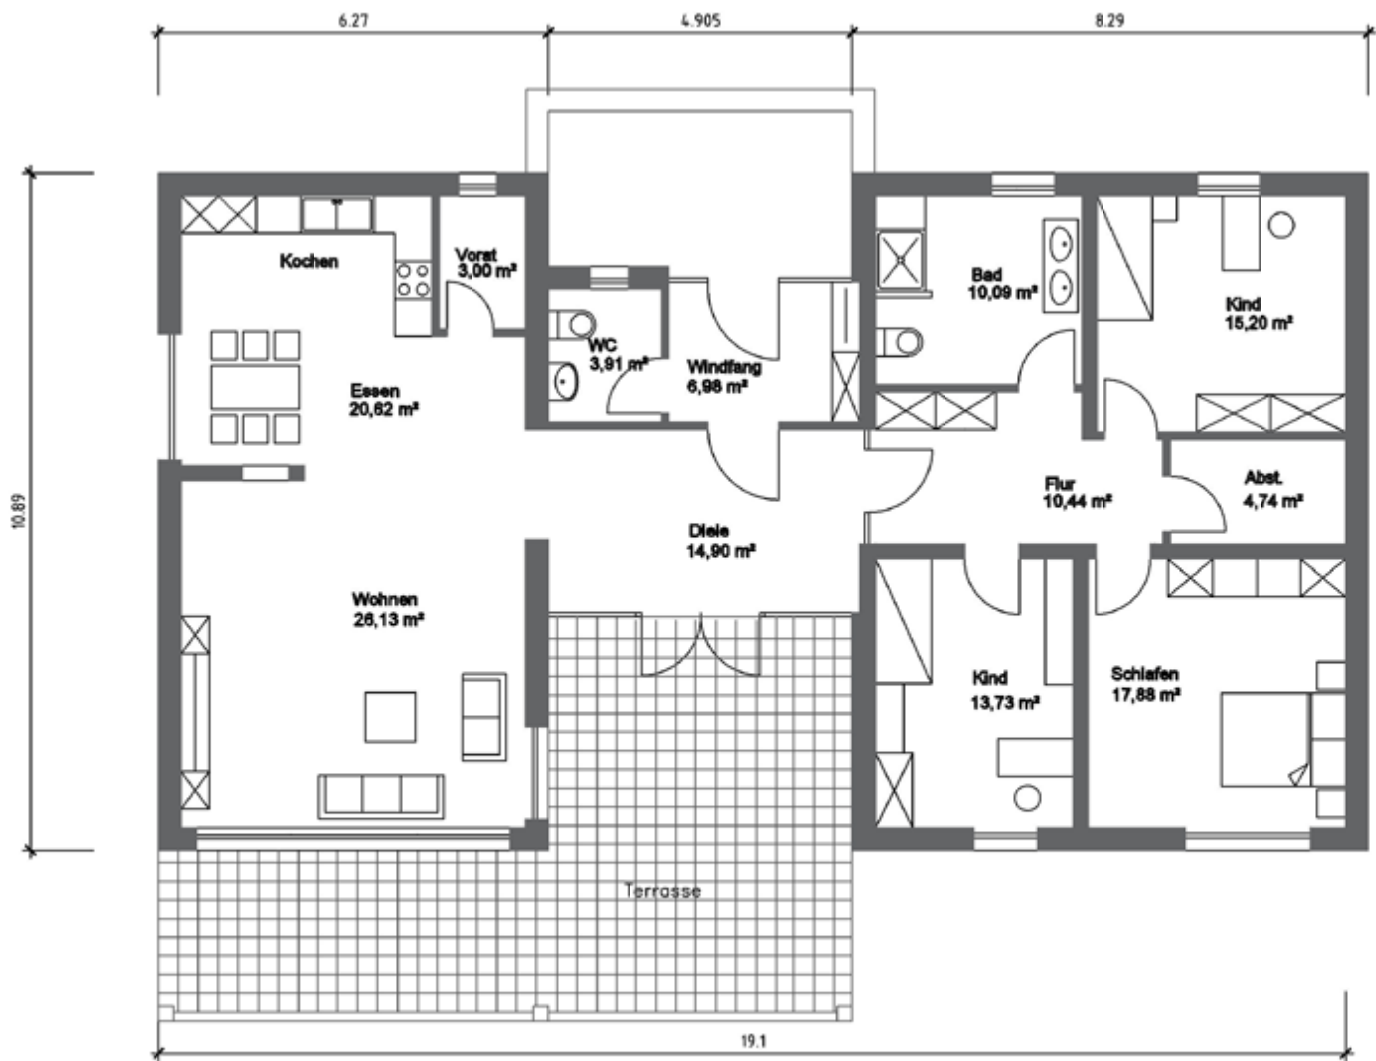 6.27
4.905
8.29
10.89
Kochen
Vorat
3,00 m²
Essen
20,62 m²
WC
3,91 m²
Windfang
6,98 m²
Bad
10,09 m²
Kind
15,20 m²
Flur
10,44 m²
Abst.
4,74 m²
Diele
14,90 m²
Wohnen
26,13 m²
Kind
13,73 m²
Schlafen
17,88 m²
Terrasse
19.1